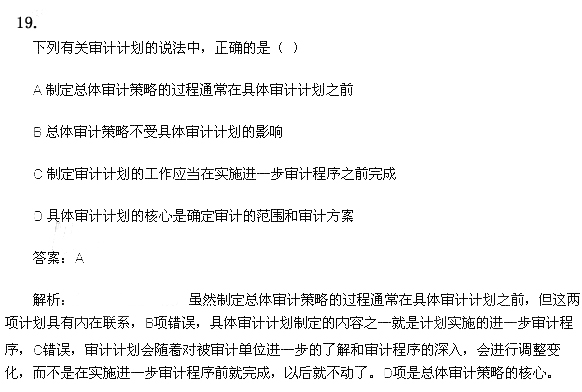 19.
下列有关审计计划的说法中，正确的是（ ）
A 制定总体审计策略的过程通常在具体审计计划之前
B 总体审计策略不受具体审计计划的影响
C 制定审计计划的工作应当在实施进一步审计程序之前完成
D 具体审计计划的核心是确定审计的范围和审计方案
答案：A
解析： 虽然制定总体审计策略的过程通常在具体审计计划之前，但这两
项计划具有内在联系，B项错误，具体审计计划制定的内容之一就是计划实施的进一步审计程
序，C错误，审计计划会随着对被审计单位进一步的了解和审计程序的深入，会进行调整变
化，而不是在实施进一步审计程序前就完成，以后就不动了。D项是总体审计策略的核心。